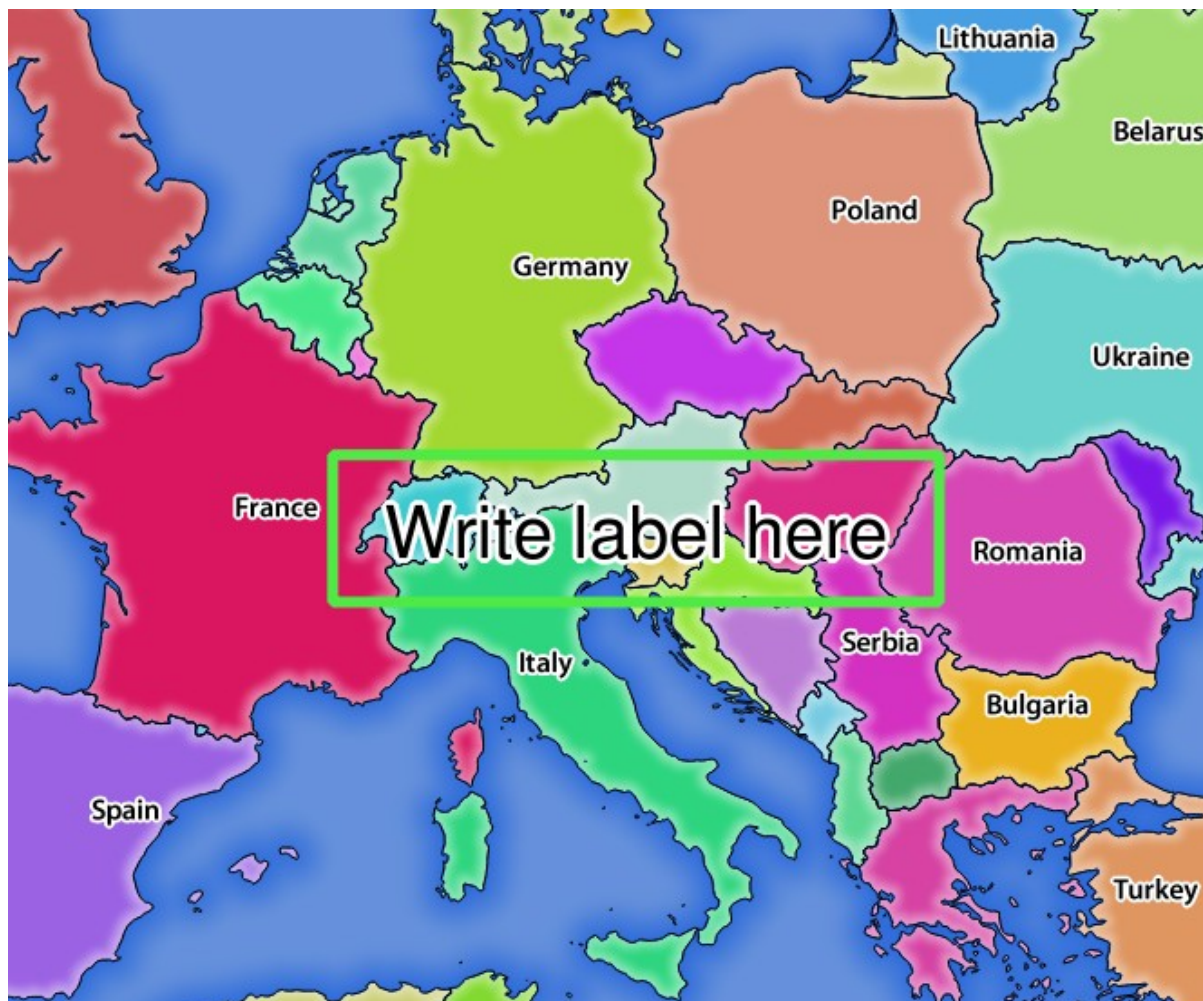 Lithuania
Belarus
Poland
Germany
Ukraine
France
Write label here
Romania
Serbia
Italy
Bulgaria
Spain
Turkey